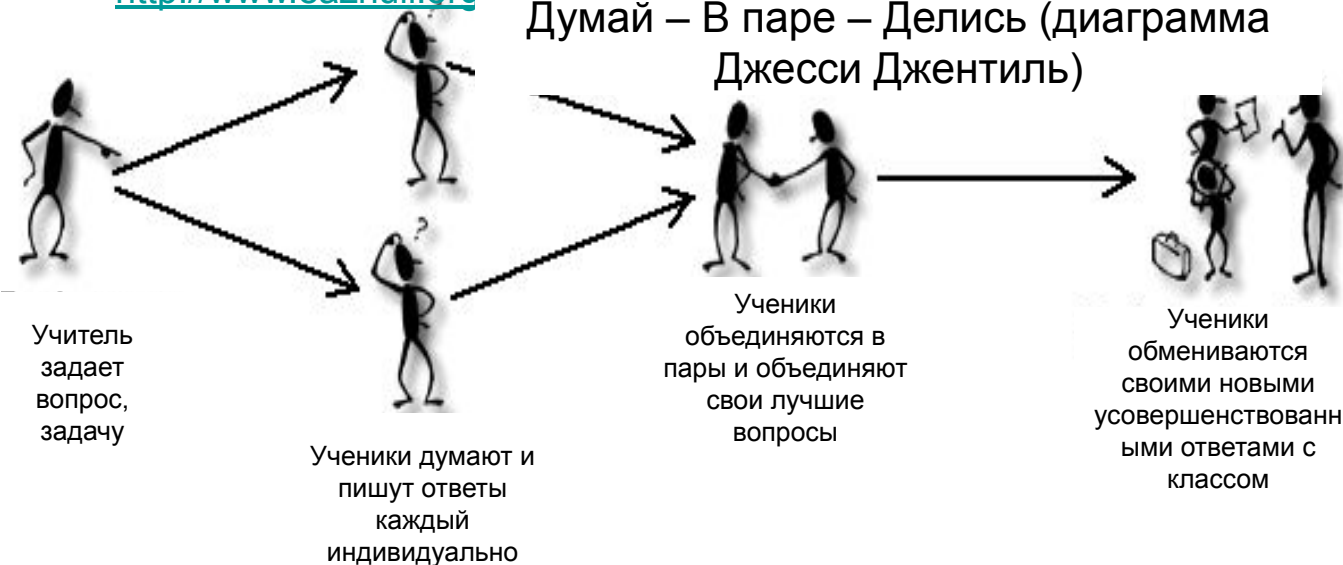 Думай – В паре – Делись (диаграмма
Джесси Джентиль)
?
?
Учитель
задает
вопрос,
задачу
Ученики думают и
пишут ответы
каждый
индивидуально
Ученики
объединяются в
пары и объединяют
свои лучшие
вопросы
Ученики
обмениваются
своими новыми
усовершенствованн
ыми ответами с
классом